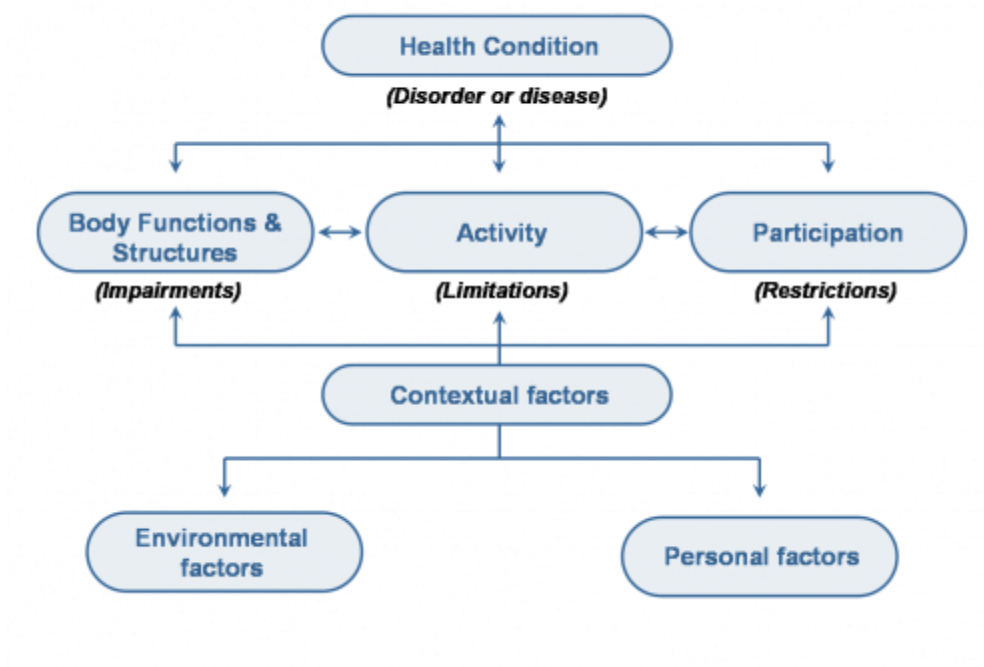 Health Condition
(Disorder or disease)
Body Functions &
Structures
(Impairments)
Activity
(Limitations)
Participation
(Restrictions)
Contextual factors
Environmental
factors
Personal factors